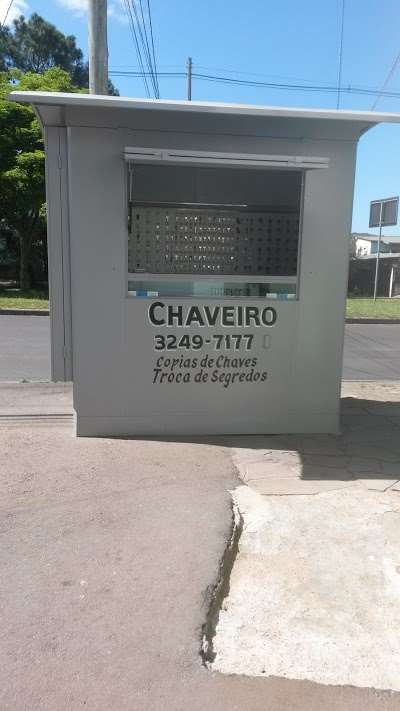 CHAVEIRO
3249-7177
Copias de Chaves
Troca de Segredos